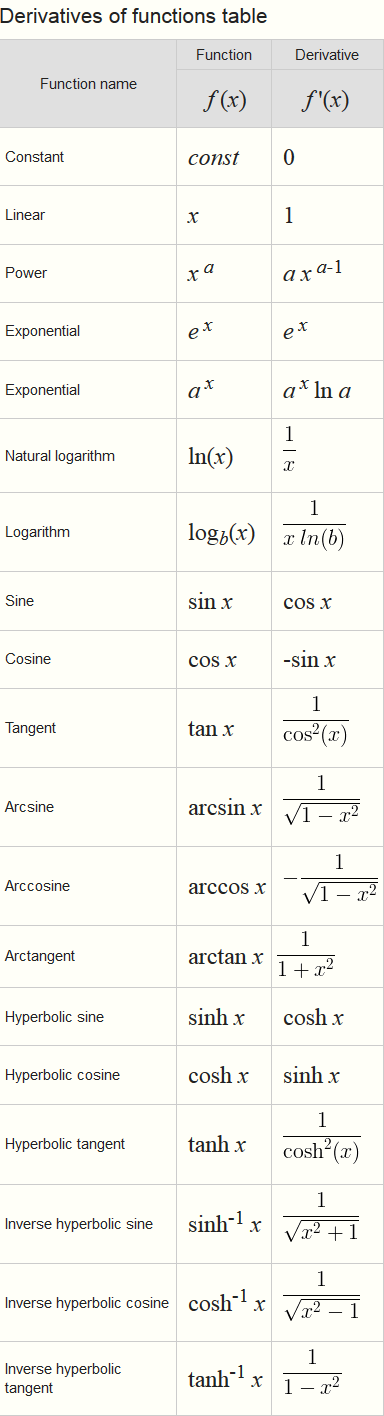 Derivatives of functions table
Function name Function Derivative
f (x) f '(x)
Constant const 0
Linear x 1
Power x^a a x^{a-1}
Exponential e^x e^x
Exponential a^x a^x ln a
Natural logarithm ln(x) \frac{1}{x}
Logarithm log_b(x) \frac{1}{x ln(b)}
Sine sin x cos x
Cosine cos x -sin x
Tangent tan x \frac{1}{cos^2(x)}
Arcsine arcsin x \frac{1}{\sqrt{1 - x^2}}
Arccosine arccos x -\frac{1}{\sqrt{1 - x^2}}
Arctangent arctan x \frac{1}{1 + x^2}
Hyperbolic sine sinh x cosh x
Hyperbolic cosine cosh x sinh x
Hyperbolic tangent tanh x \frac{1}{cosh^2(x)}
Inverse hyperbolic sine sinh^{-1} x \frac{1}{\sqrt{x^2 + 1}}
Inverse hyperbolic cosine cosh^{-1} x \frac{1}{\sqrt{x^2 - 1}}
Inverse hyperbolic
tangent tanh^{-1} x \frac{1}{1 - x^2}